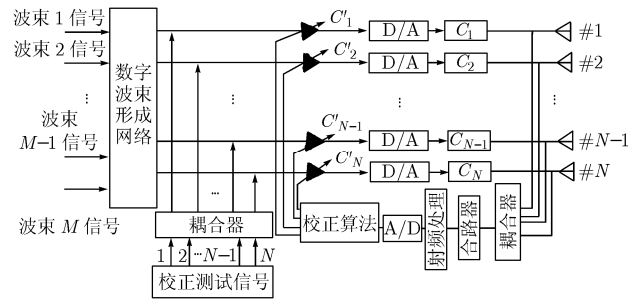 波束 1 信号
波束 2 信号
⋮
波束
M−1 信号
波束 M 信号
数字
波束
形成
网络
C′1
D/A
C1
#1
C′2
D/A
C2
#2
⋮
⋮
⋮
C′N−1
D/A
CN−1
#N−1
C′N
D/A
CN
#N
···
耦合器
1 2 ···N−1 N
校正测试信号
校正算法
A/D
射频处理
合路器
耦合器